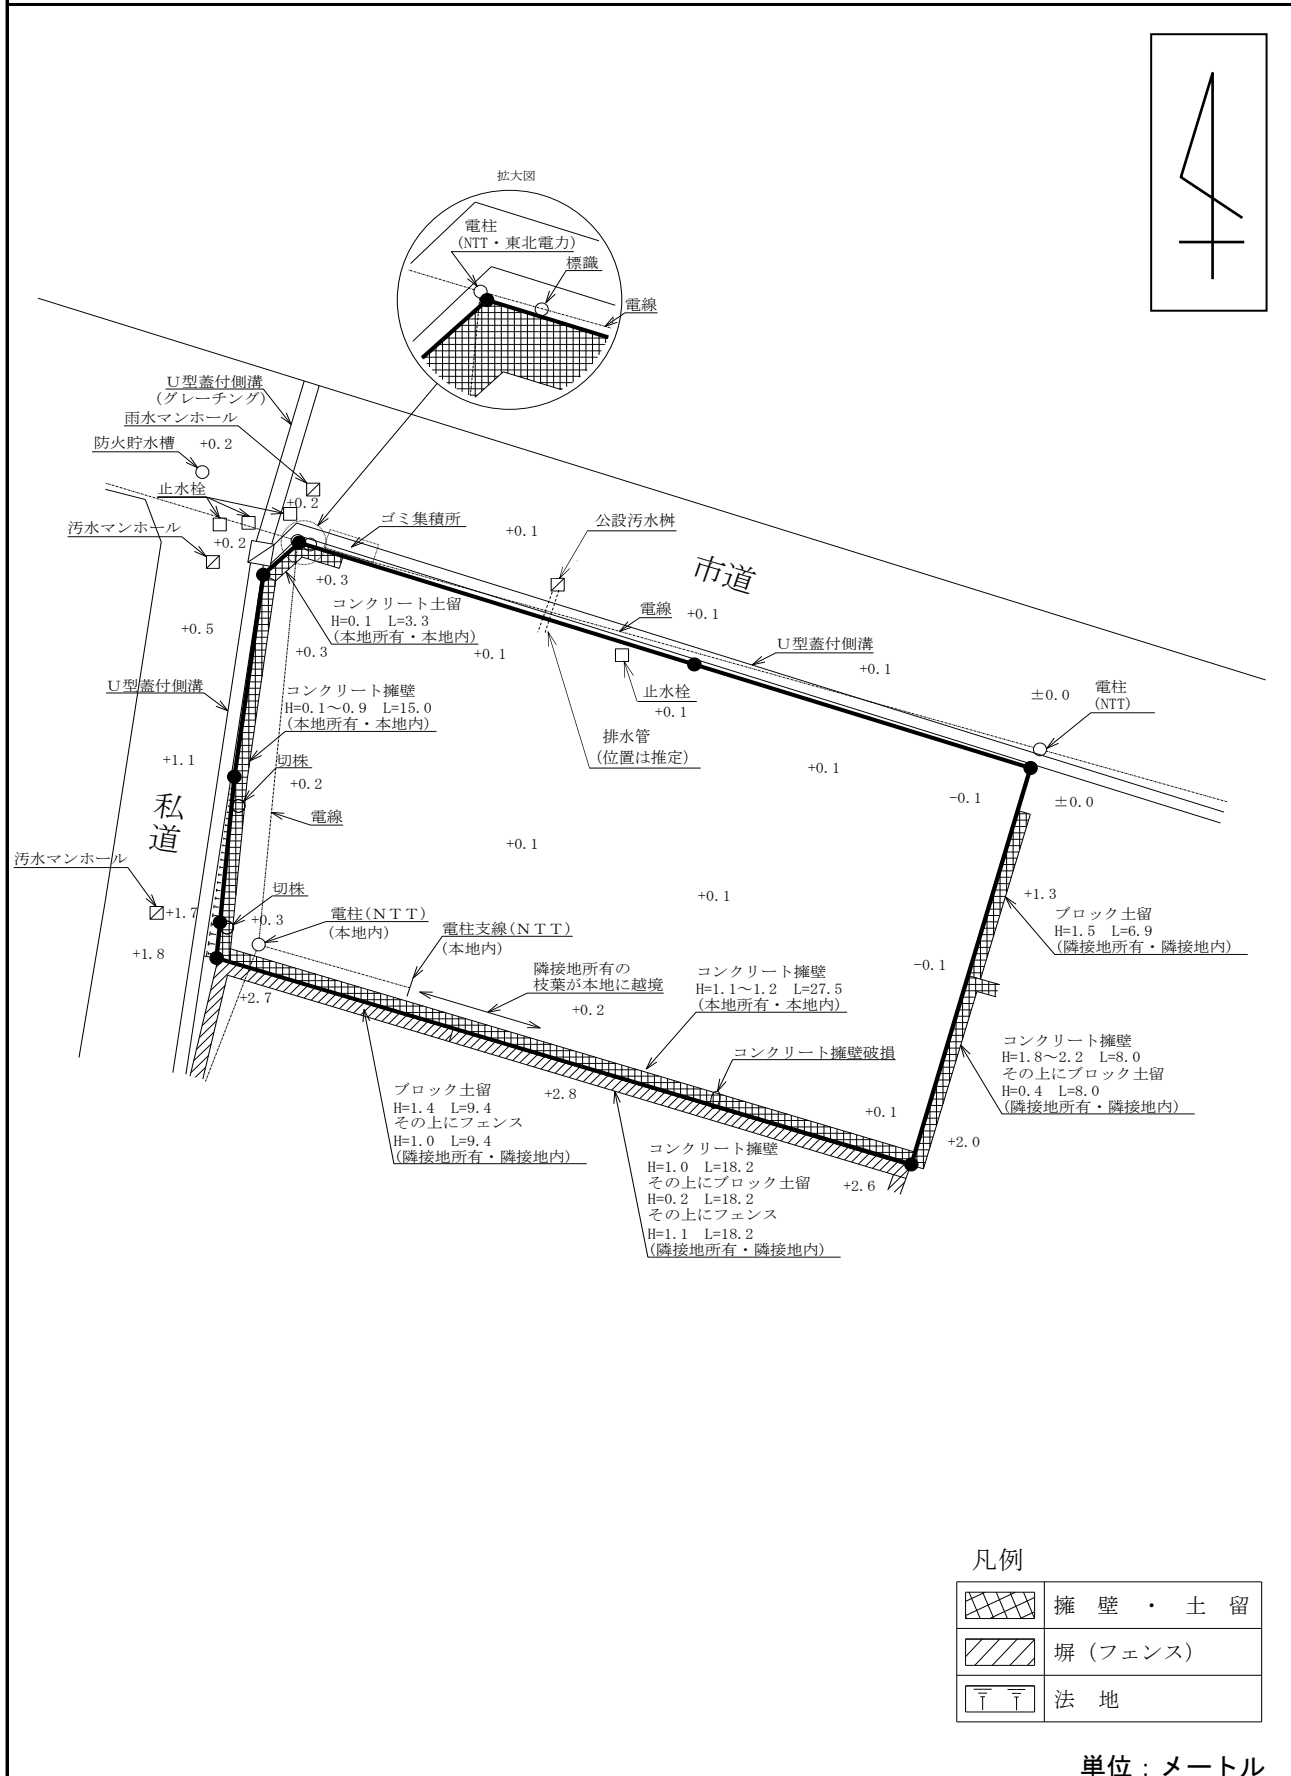 拡大図
電柱
(NTT・東北電力)
標識
電線
U型蓋付側溝
(グレーチング)
雨水マンホール
防火貯水槽
+0.2
止水栓
+0.2
汚水マンホール
+0.2
ゴミ集積所
+0.1
公設汚水桝
市道
+0.3
コンクリート土留
H=0.1 L=3.3
(本地所有・本地内)
電線
+0.1
+0.5
+0.3
+0.1
U型蓋付側溝
+0.1
U型蓋付側溝
コンクリート擁壁
H=0.1～0.9 L=15.0
(本地所有・本地内)
止水栓
+0.1
±0.0
電柱
(NTT)
排水管
(位置は推定)
+1.1
切株
+0.2
+0.1
-0.1
±0.0
私道
電線
+0.1
汚水マンホール
切株
+0.1
+1.3
+1.7
+0.3
電柱(NTT)
(本地内)
電柱支線(NTT)
(本地内)
ブロック土留
H=1.5 L=6.9
(隣接地所有・隣接地内)
+1.8
隣接地所有の
枝葉が本地に越境
コンクリート擁壁
H=1.1～1.2 L=27.5
(本地所有・本地内)
-0.1
+2.7
+0.2
コンクリート擁壁破損
コンクリート擁壁
H=1.8～2.2 L=8.0
その上にブロック土留
H=0.4 L=8.0
(隣接地所有・隣接地内)
ブロック土留
H=1.4 L=9.4
その上にフェンス
H=1.0 L=9.4
(隣接地所有・隣接地内)
+2.8
+0.1
+2.0
コンクリート擁壁
H=1.0 L=18.2
その上にブロック土留
H=0.2 L=18.2
その上にフェンス
H=1.1 L=18.2
(隣接地所有・隣接地内)
+2.6
凡例
擁壁・土留
塀(フェンス)
法地
単位：メートル